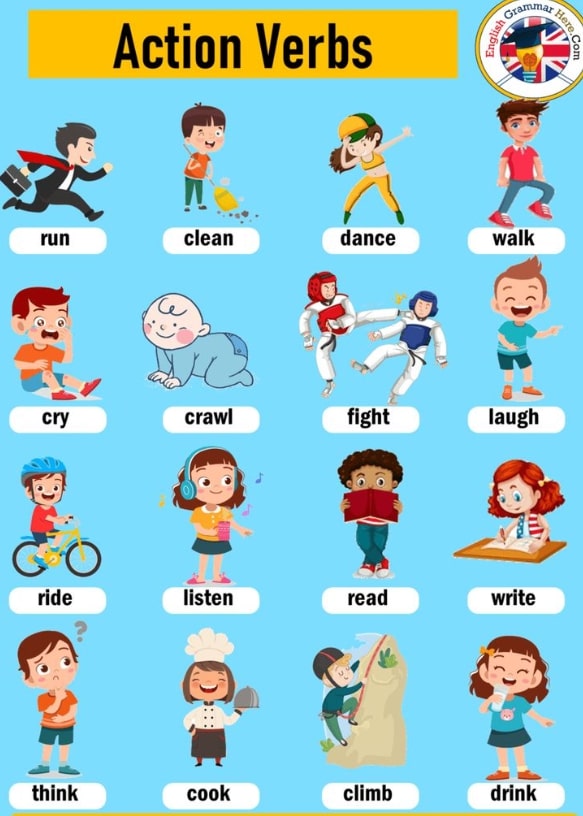 Action Verbs
English Grammar Here.Com
run
clean
dance
walk
cry
crawl
fight
laugh
ride
listen
read
write
think
cook
climb
drink
?